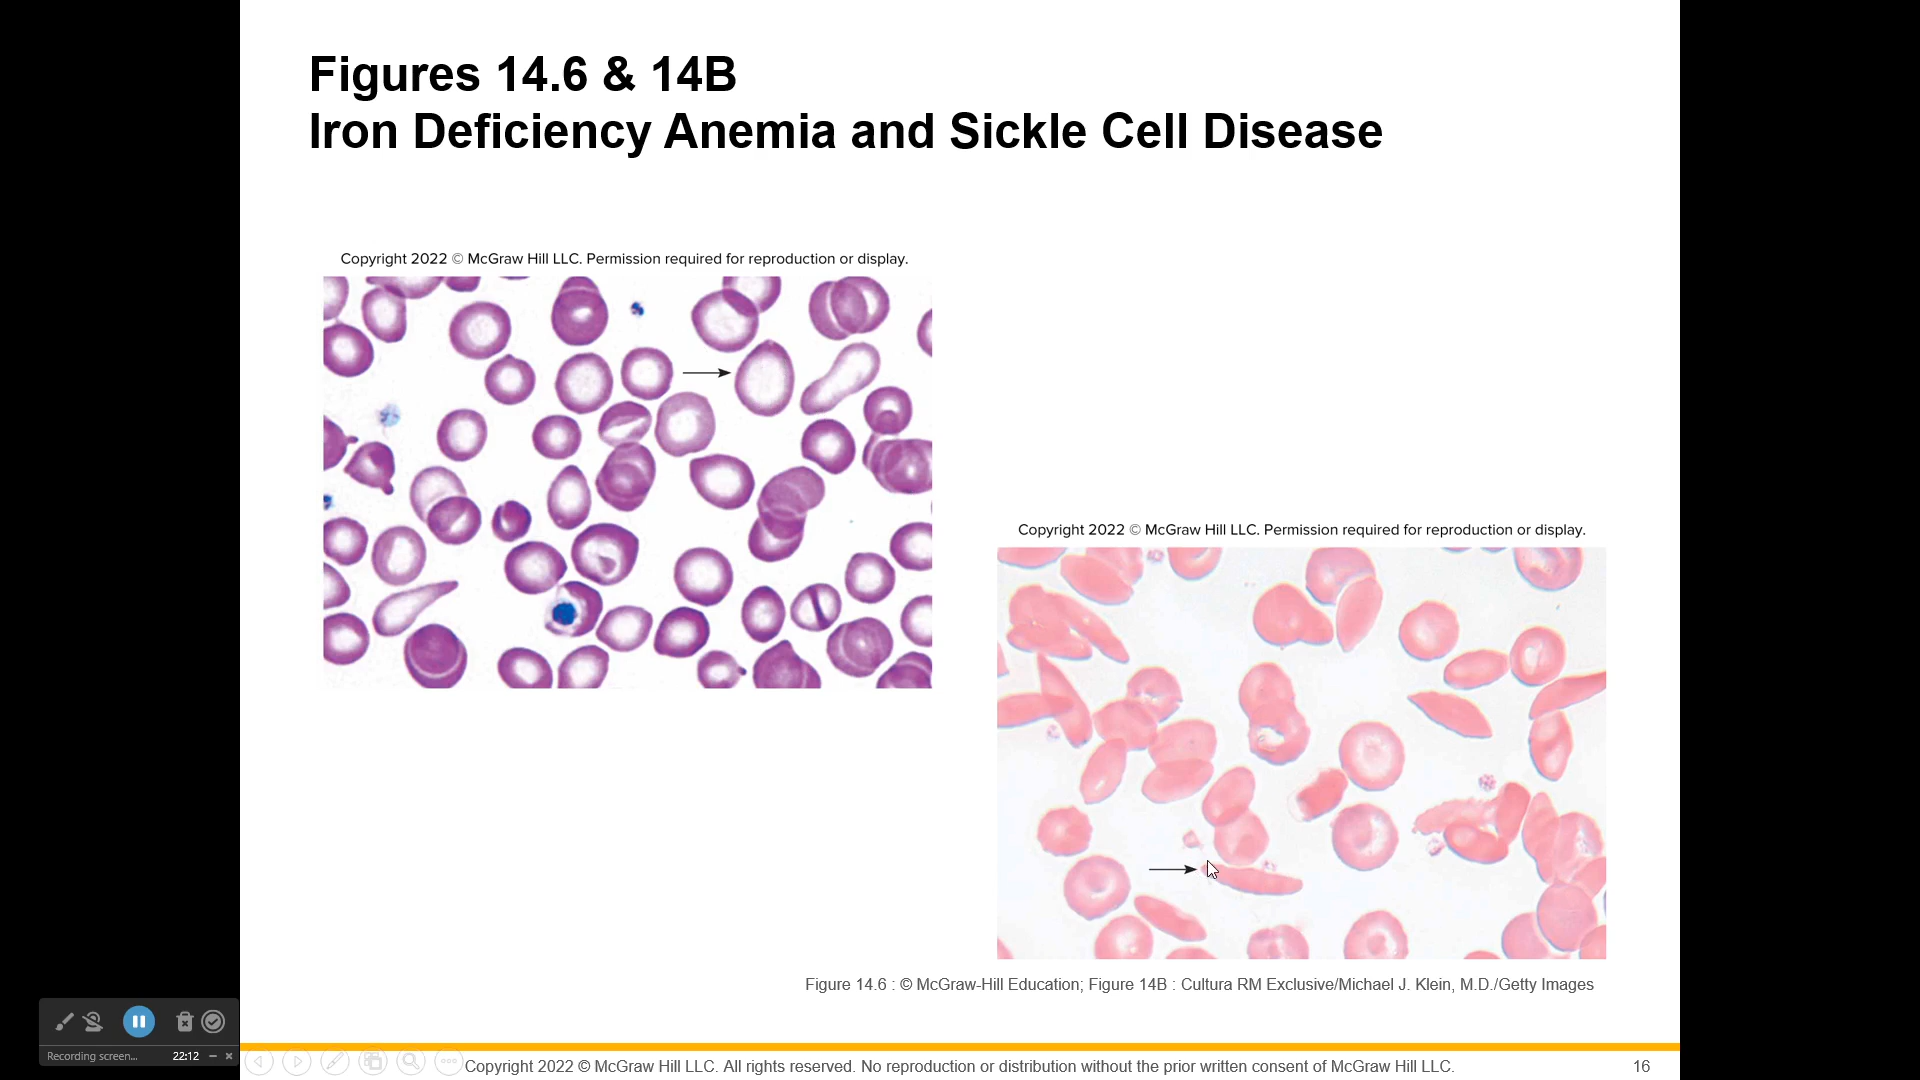 Figures 14.6 & 14B
Iron Deficiency Anemia and Sickle Cell Disease
Copyright 2022 © McGraw Hill LLC. Permission required for reproduction or display.
Copyright 2022 © McGraw Hill LLC. Permission required for reproduction or display.
Figure 14.6 : © McGraw-Hill Education; Figure 14B : Cultura RM Exclusive/Michael J. Klein, M.D./Getty Images
Recording screen... 22:12
Copyright 2022 © McGraw Hill LLC. All rights reserved. No reproduction or distribution without the prior written consent of McGraw Hill LLC. 16